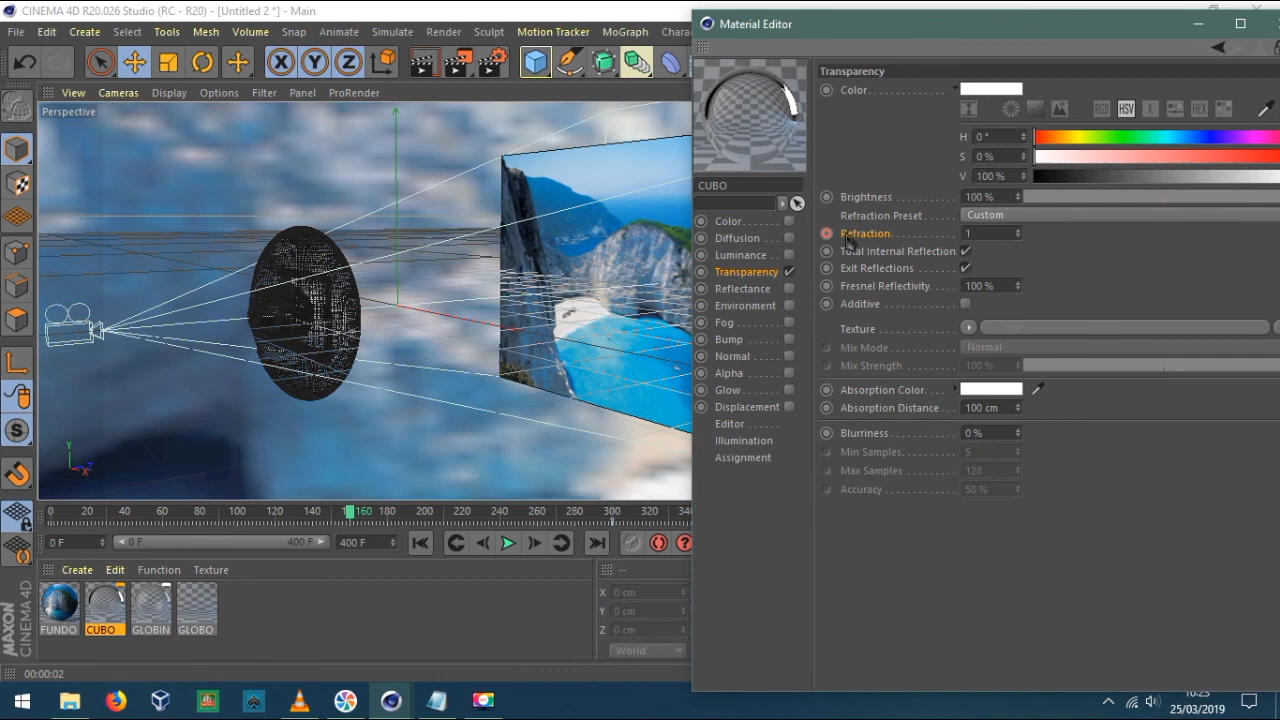 CINEMA 4D R20.026 Studio (RC - R20) - [Untitled 2 *] - Main
File Edit Create Select Tools Mesh Volume Snap Animate Simulate Render Sculpt Motion Tracker MoGraph
X Y Z
View Cameras Display Options Filter Panel ProRender
Perspective
Y
Z
X
S
0 20 40 60 80 100 120 140 160 180 200 220 240 260 280 300 320
0 F 0 F 400 F 400 F
Create Edit Function Texture
FUNDO CUBO GLOBIN GLOBO
--
X 0 cm
Y 0 cm
Z 0 cm
World
00:00:02
MAXON
CINEMA 4D
Material Editor
CUBO
Color
Diffusion
Luminance
Transparency
Reflectance
Environment
Fog
Bump
Normal
Alpha
Glow
Displacement
Editor
Illumination
Assignment
Transparency
Color
RGB HSV K HEX
H 0 °
S 0 %
V 100 %
Brightness 100 %
Refraction Preset Custom
Refraction 1
Total Internal Reflection
Exit Reflections
Fresnel Reflectivity 100 %
Additive
Texture
Mix Mode Normal
Mix Strength 100 %
Absorption Color
Absorption Distance 100 cm
Blurriness 0 %
Min Samples 5
Max Samples 128
Accuracy 50 %
10:23
25/03/2019